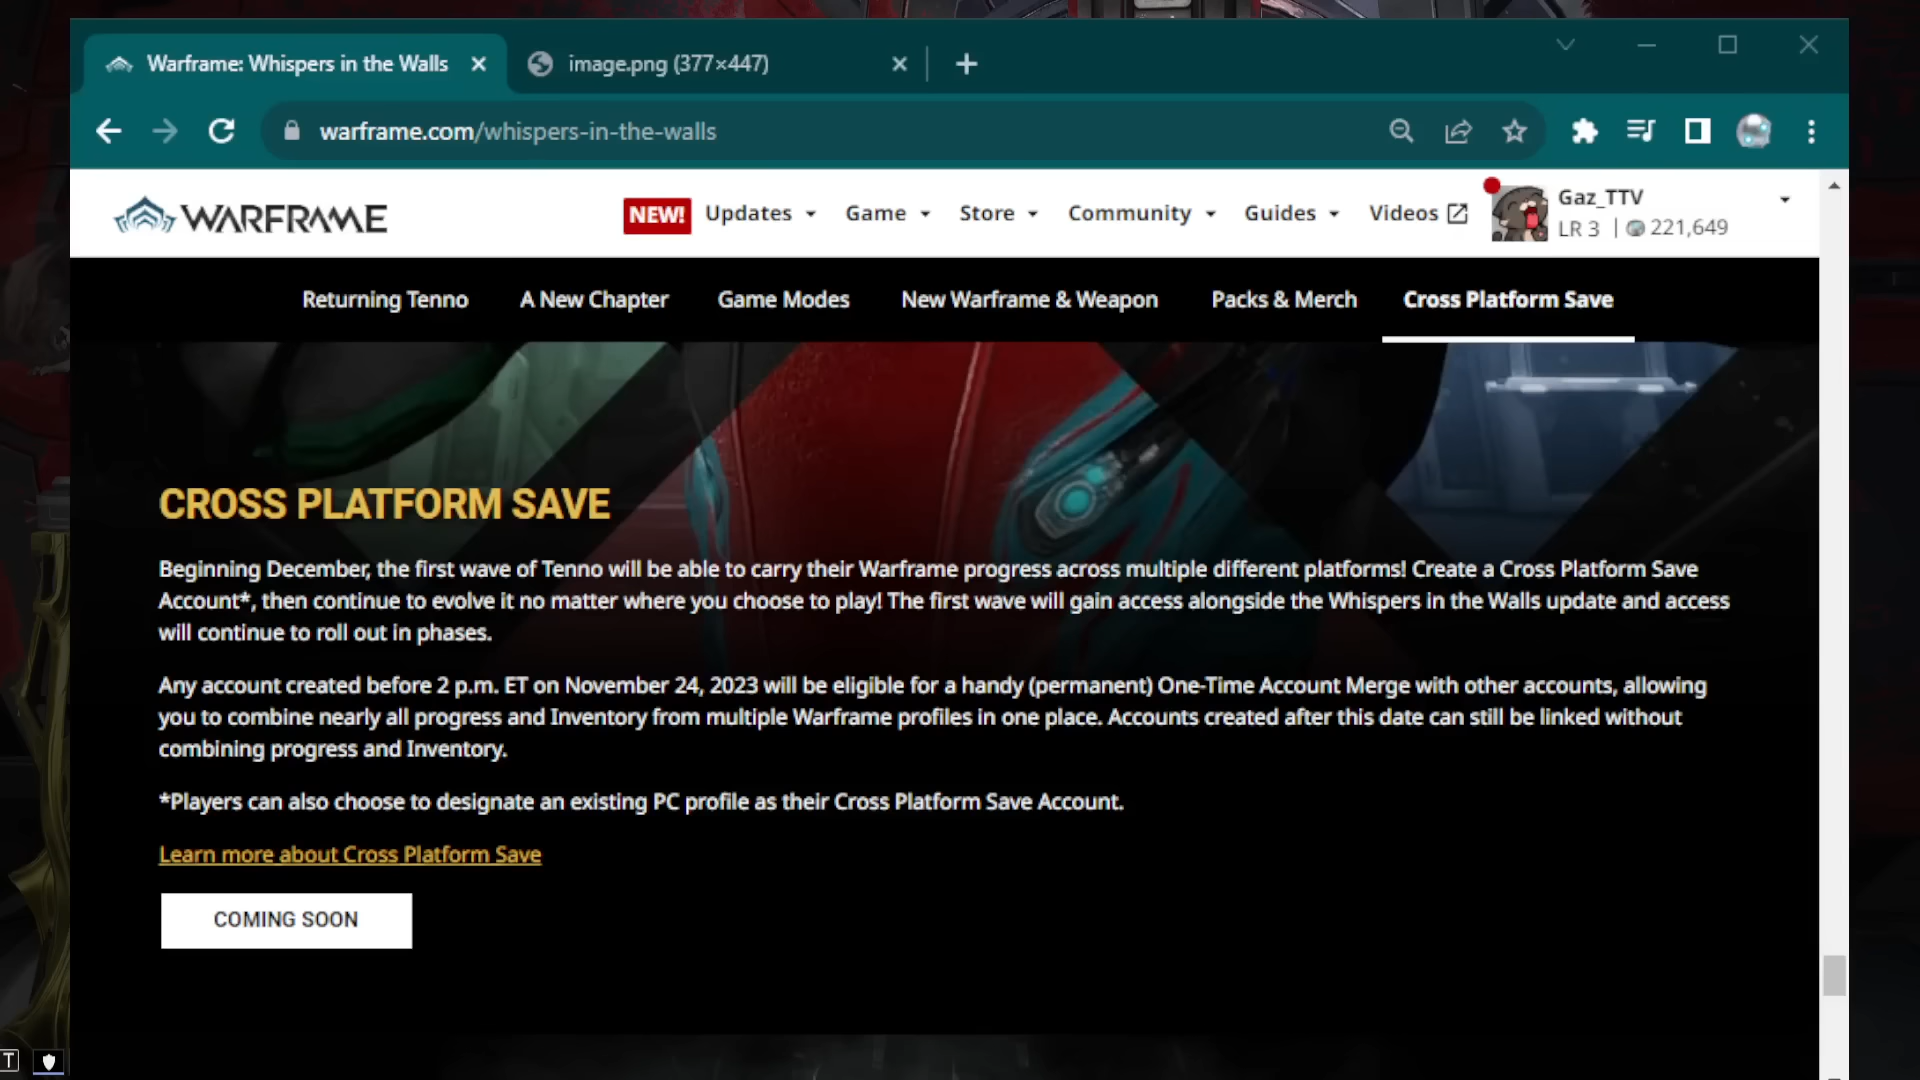 Warframe: Whispers in the Walls
image.png (377×447)
warframe.com/whispers-in-the-walls
WARFRAME
NEW! Updates Game Store Community Guides Videos
Gaz_TTV
LR 3 | 221,649
Returning Tenno A New Chapter Game Modes New Warframe & Weapon Packs & Merch Cross Platform Save
CROSS PLATFORM SAVE
Beginning December, the first wave of Tenno will be able to carry their Warframe progress across multiple different platforms! Create a Cross Platform Save
Account*, then continue to evolve it no matter where you choose to play! The first wave will gain access alongside the Whispers in the Walls update and access
will continue to roll out in phases.
Any account created before 2 p.m. ET on November 24, 2023 will be eligible for a handy (permanent) One-Time Account Merge with other accounts, allowing
you to combine nearly all progress and Inventory from multiple Warframe profiles in one place. Accounts created after this date can still be linked without
combining progress and Inventory.
*Players can also choose to designate an existing PC profile as their Cross Platform Save Account.
Learn more about Cross Platform Save
COMING SOON
T